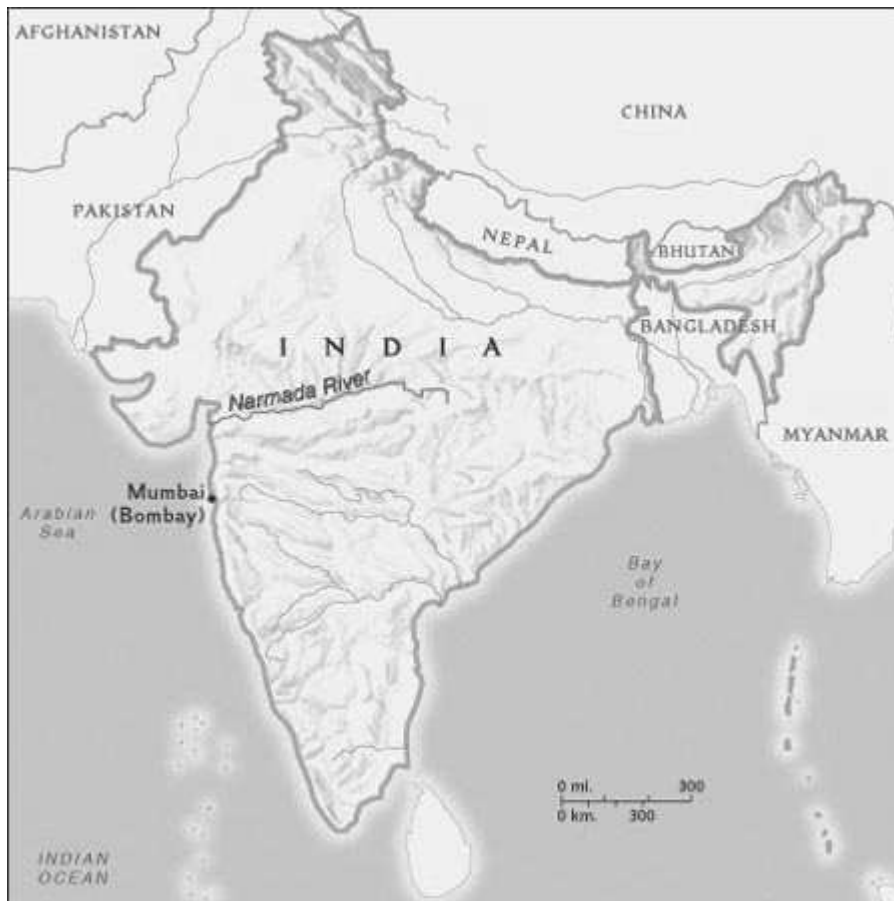 AFGHANISTAN
CHINA
PAKISTAN
NEPAL
BHUTAN
BANGLADESH
INDIA
Narmada River
MYANMAR
Mumbai
(Bombay)
Arabian
Sea
Bay
of
Bengal
0 mi. 300
0 km. 300
INDIAN
OCEAN